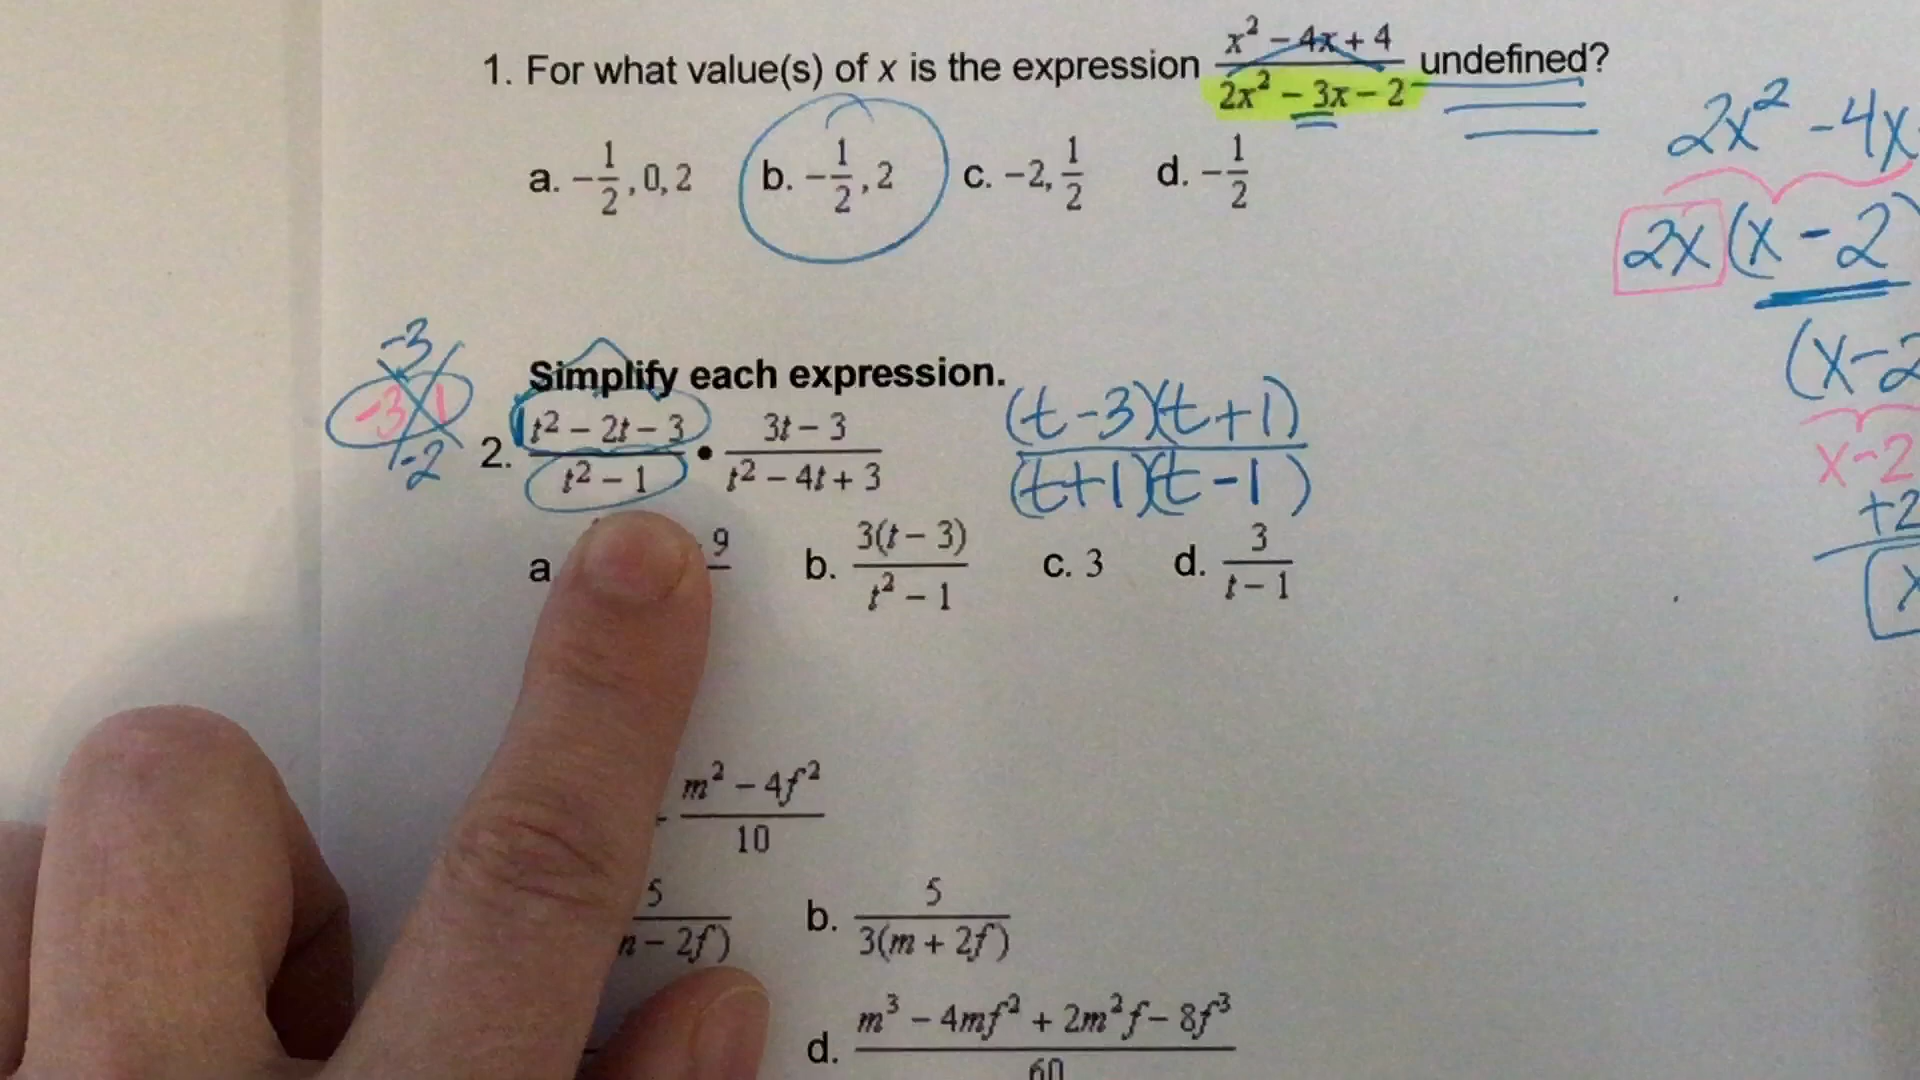 1. For what value(s) of x is the expression (x² - 4x + 4)/(2x² - 3x - 2) undefined?
a. -1/2, 0, 2 b. -1/2, 2 c. -2, 1/2 d. -1/2
2x² - 4x
2x(x - 2)
(x-2
x-2
+2
x
Simplify each expression.
-3
-3 1
-2
2. (t² - 2t - 3)/(t² - 1) • (3t - 3)/(t² - 4t + 3)
(t-3)(t+1)
(t+1)(t-1)
a 9 b. 3(t - 3)/(t² - 1) c. 3 d. 3/(t - 1)
(m² - 4f²)/10
5/(- 2f) b. 5/(3(m + 2f))
d. (m³ - 4mf² + 2m²f - 8f³)/60